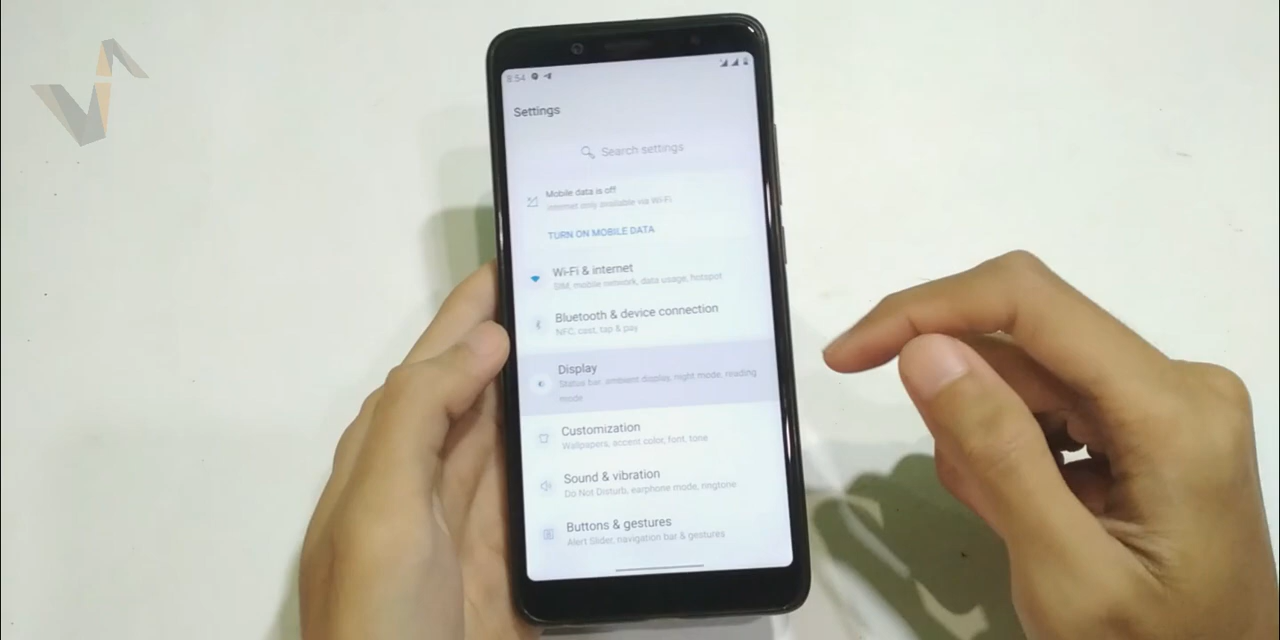 8:54
Settings
Search settings
Mobile data is off
Internet only available via Wi-Fi
TURN ON MOBILE DATA
Wi-Fi & internet
SIM, mobile network, data usage, hotspot
Bluetooth & device connection
NFC, cast, tap & pay
Display
Status bar, ambient display, night mode, reading
mode
Customization
Wallpapers, accent color, font, tone
Sound & vibration
Do Not Disturb, earphone mode, ringtone
Buttons & gestures
Alert Slider, navigation bar & gestures